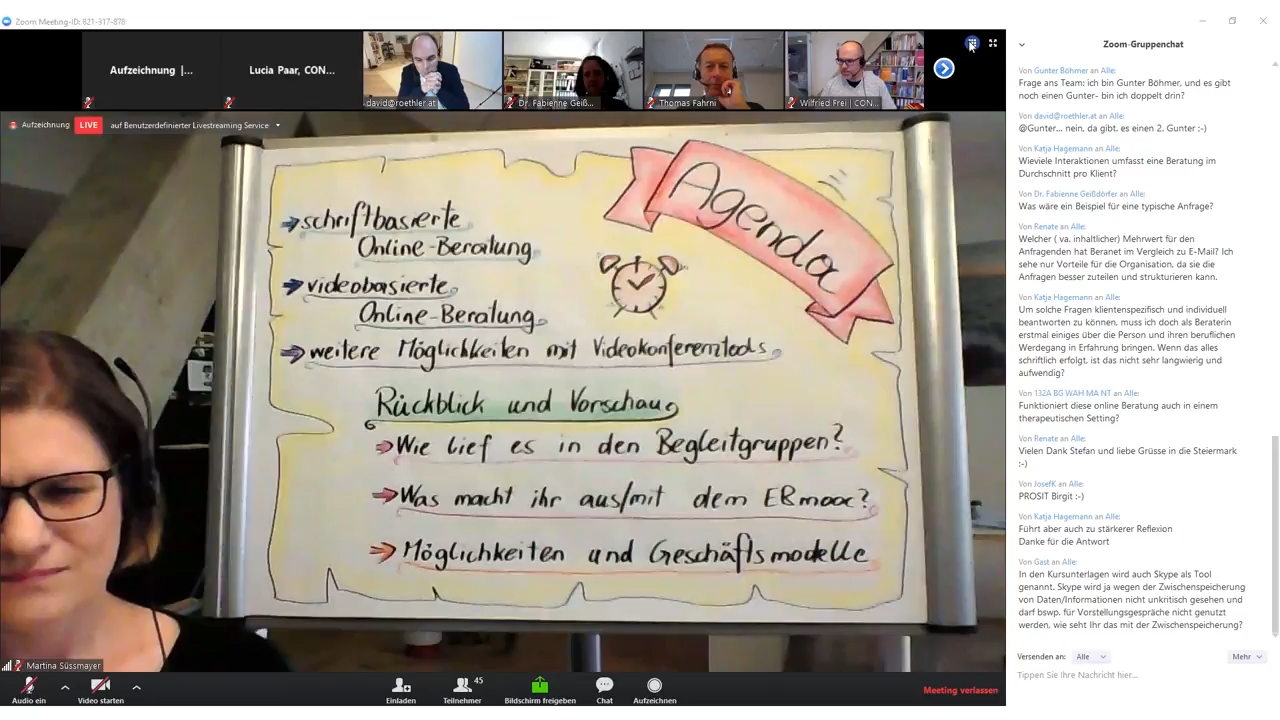 Zoom Meeting-ID: 821-317-878
Aufzeichnung |...
Lucia Paar, CON...
david@roethler.at
Dr. Fabienne Geiß...
Thomas Fahrni
Wilfried Frei | CON...
Aufzeichnung
LIVE
auf Benutzerdefinierter Livestreaming Service
Agenda
schriftbasierte
Online-Beratung
videobasierte
Online-Beratung
weitere Möglichkeiten mit Videokonferenztools
Rückblick und Vorschau
Wie lief es in den Begleitgruppen?
Was macht ihr aus/mit dem EBmooc?
Möglichkeiten und Geschäftsmodelle
Martina Süssmayer
Audio ein
Video starten
Einladen
Teilnehmer
45
Bildschirm freigeben
Chat
Aufzeichnen
Meeting verlassen
Zoom-Gruppenchat
Von Gunter Böhmer an Alle:
Frage ans Team: ich bin Gunter Böhmer, und es gibt
noch einen Gunter- bin ich doppelt drin?
Von david@roethler.at an Alle:
@Gunter... nein, da gibt. es einen 2. Gunter :-)
Von Katja Hagemann an Alle:
Wieviele Interaktionen umfasst eine Beratung im
Durchschnitt pro Klient?
Von Dr. Fabienne Geißdörfer an Alle:
Was wäre ein Beispiel für eine typische Anfrage?
Von Renate an Alle:
Welcher ( va. inhaltlicher) Mehrwert für den
Anfragenden hat Beranet im Vergleich zu E-Mail? Ich
sehe nur Vorteile für die Organisation, da sie die
Anfragen besser zuteilen und strukturieren kann.
Von Katja Hagemann an Alle:
Um solche Fragen klientenspezifisch und individuell
beantworten zu können, muss ich doch als Beraterin
erstmal einiges über die Person und ihren beruflichen
Werdegang in Erfahrung bringen. Wenn das alles
schriftlich erfolgt, ist das nicht sehr langwierig und
aufwendig?
Von 132A BG WAH MA NT an Alle:
Funktioniert diese online Beratung auch in einem
therapeutischen Setting?
Von Renate an Alle:
Vielen Dank Stefan und liebe Grüsse in die Steiermark
:-)
Von JosefK an Alle:
PROSIT Birgit :-)
Von Katja Hagemann an Alle:
Führt aber auch zu stärkerer Reflexion
Danke für die Antwort
Von Gast an Alle:
In den Kursunterlagen wird auch Skype als Tool
genannt. Skype wird ja wegen der Zwischenspeicherung
von Daten/Informationen nicht unkritisch gesehen und
darf bswp. für Vorstellungsgespräche nicht genutzt
werden, wie seht Ihr das mit der Zwischenspeicherung?
Versenden an:
Alle
Mehr
Tippen Sie Ihre Nachricht hier...